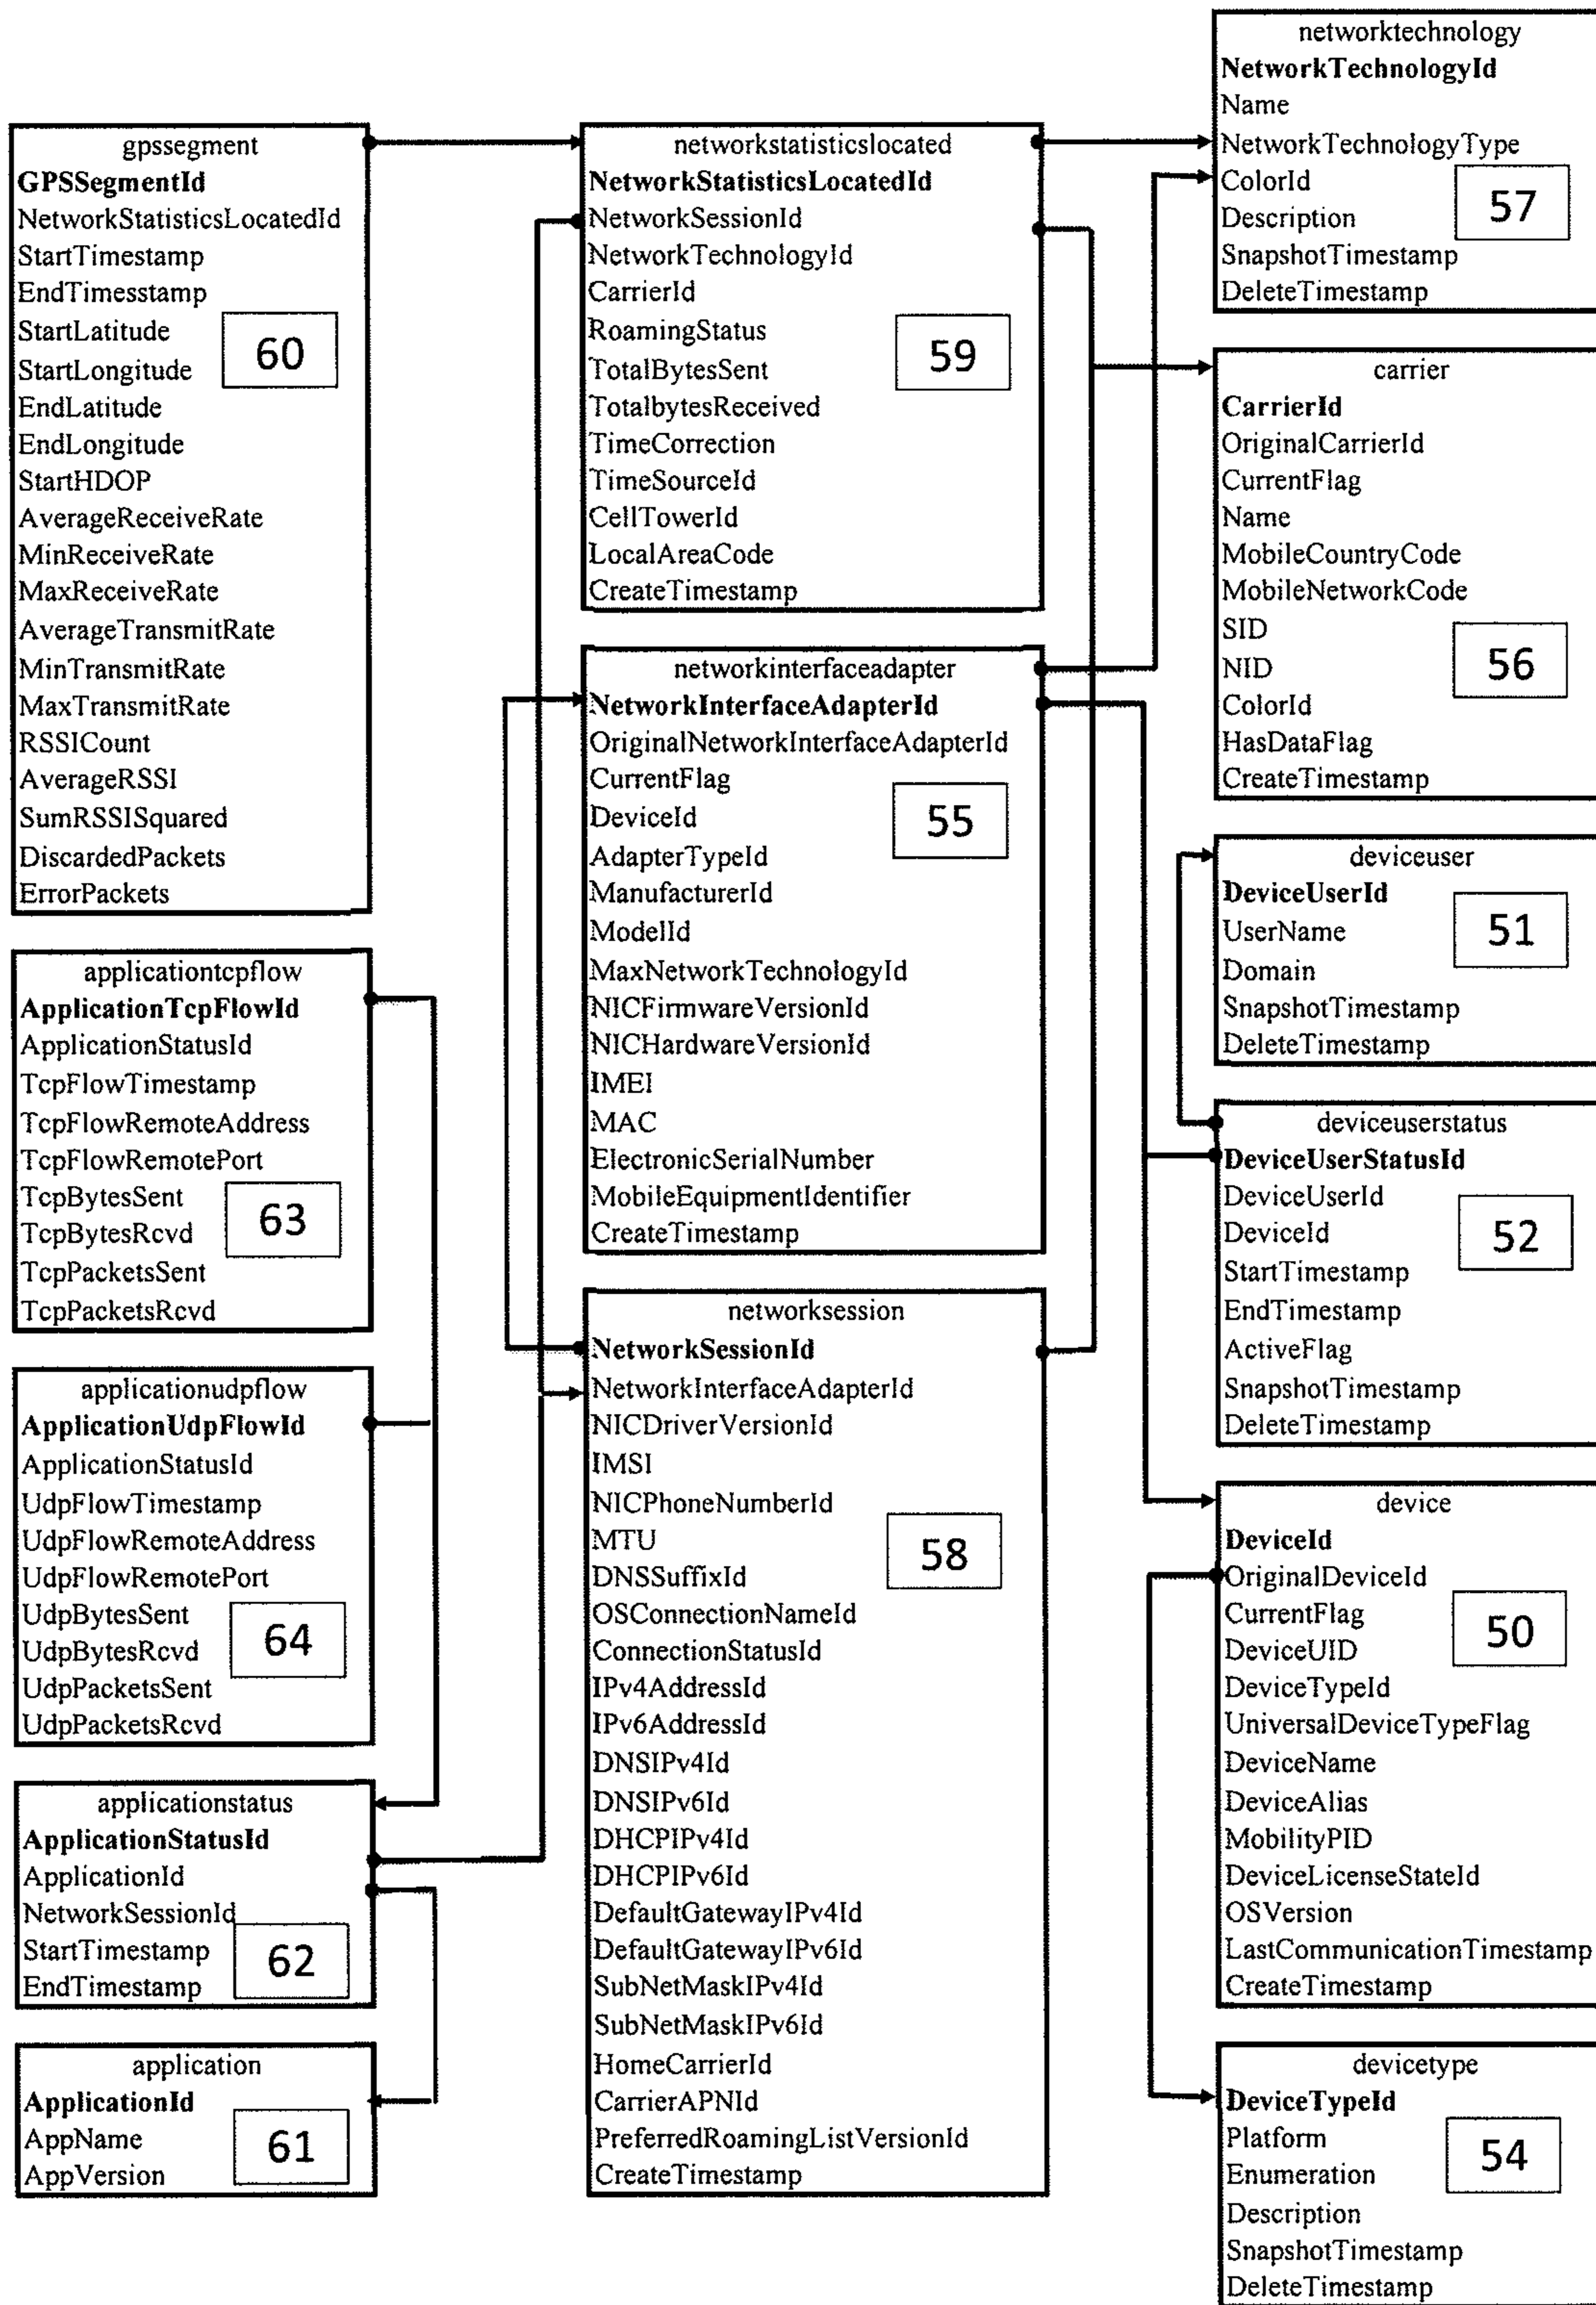 gpssegment
GPSSegmentId
NetworkStatisticsLocatedId
StartTimestamp
EndTimesstamp
StartLatitude
StartLongitude
EndLatitude
EndLongitude
StartHDOP
AverageReceiveRate
MinReceiveRate
MaxReceiveRate
AverageTransmitRate
MinTransmitRate
MaxTransmitRate
RSSICount
AverageRSSI
SumRSSISquared
DiscardedPackets
ErrorPackets
60
applicationtcpflow
ApplicationTcpFlowId
ApplicationStatusId
TcpFlowTimestamp
TcpFlowRemoteAddress
TcpFlowRemotePort
TcpBytesSent
TcpBytesRcvd
TcpPacketsSent
TcpPacketsRcvd
63
applicationudpflow
ApplicationUdpFlowId
ApplicationStatusId
UdpFlowTimestamp
UdpFlowRemoteAddress
UdpFlowRemotePort
UdpBytesSent
UdpBytesRcvd
UdpPacketsSent
UdpPacketsRcvd
64
applicationstatus
ApplicationStatusId
ApplicationId
NetworkSessionId
StartTimestamp
EndTimestamp
62
application
ApplicationId
AppName
AppVersion
61
networkstatisticslocated
NetworkStatisticsLocatedId
NetworkSessionId
NetworkTechnologyId
CarrierId
RoamingStatus
TotalBytesSent
TotalbytesReceived
TimeCorrection
TimeSourceId
CellTowerId
LocalAreaCode
CreateTimestamp
59
networkinterfaceadapter
NetworkInterfaceAdapterId
OriginalNetworkInterfaceAdapterId
CurrentFlag
DeviceId
AdapterTypeId
ManufacturerId
ModelId
MaxNetworkTechnologyId
NICFirmwareVersionId
NICHardwareVersionId
IMEI
MAC
ElectronicSerialNumber
MobileEquipmentIdentifier
CreateTimestamp
55
networksession
NetworkSessionId
NetworkInterfaceAdapterId
NICDriverVersionId
IMSI
NICPhoneNumberId
MTU
DNSSuffixId
OSConnectionNameId
ConnectionStatusId
IPv4AddressId
IPv6AddressId
DNSIPv4Id
DNSIPv6Id
DHCPIPv4Id
DHCPIPv6Id
DefaultGatewayIPv4Id
DefaultGatewayIPv6Id
SubNetMaskIPv4Id
SubNetMaskIPv6Id
HomeCarrierId
CarrierAPNId
PreferredRoamingListVersionId
CreateTimestamp
58
networktechnology
NetworkTechnologyId
Name
NetworkTechnologyType
ColorId
Description
SnapshotTimestamp
DeleteTimestamp
57
carrier
CarrierId
OriginalCarrierId
CurrentFlag
Name
MobileCountryCode
MobileNetworkCode
SID
NID
ColorId
HasDataFlag
CreateTimestamp
56
deviceuser
DeviceUserId
UserName
Domain
SnapshotTimestamp
DeleteTimestamp
51
deviceuserstatus
DeviceUserStatusId
DeviceUserId
DeviceId
StartTimestamp
EndTimestamp
ActiveFlag
SnapshotTimestamp
DeleteTimestamp
52
device
DeviceId
OriginalDeviceId
CurrentFlag
DeviceUID
DeviceTypeId
UniversalDeviceTypeFlag
DeviceName
DeviceAlias
MobilityPID
DeviceLicenseStateId
OSVersion
LastCommunicationTimestamp
CreateTimestamp
50
devicetype
DeviceTypeId
Platform
Enumeration
Description
SnapshotTimestamp
DeleteTimestamp
54